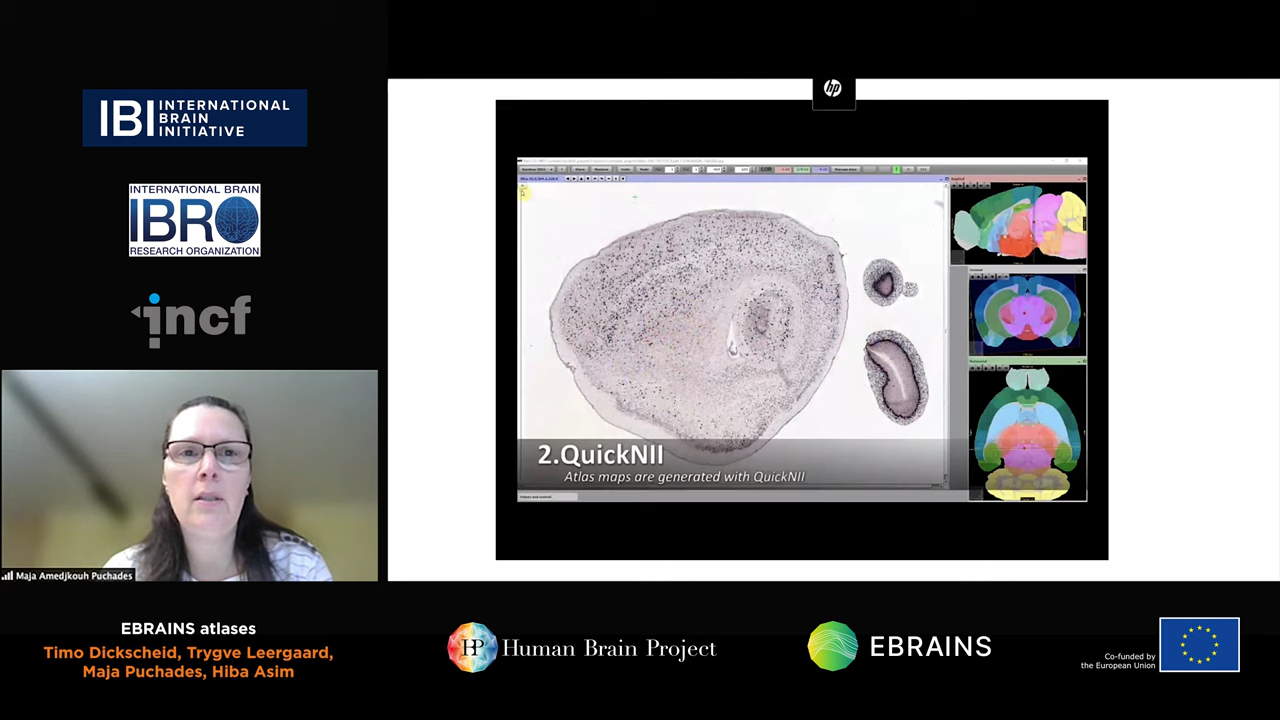 IBI INTERNATIONAL
BRAIN
INITIATIVE
INTERNATIONAL BRAIN
IBRO
RESEARCH ORGANIZATION
incf
hp
2.QuickNII
Atlas maps are generated with QuickNII
Maja Amedjkouh Puchades
EBRAINS atlases
Timo Dickscheid, Trygve Leergaard,
Maja Puchades, Hiba Asim
HBP Human Brain Project
EBRAINS
Co-funded by
the European Union